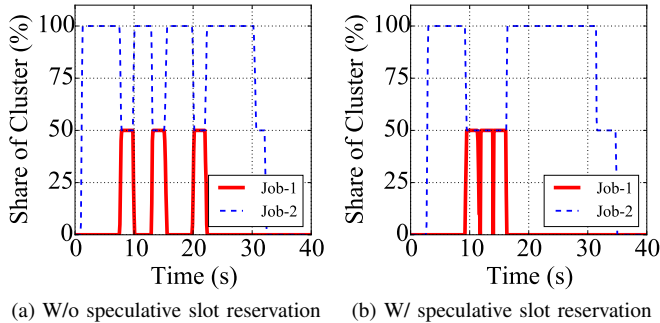 Share of Cluster (%)
100
75
50
25
0
Job-1
Job-2
0 10 20 30 40
Time (s)
(a) W/o speculative slot reservation
Share of Cluster (%)
100
75
50
25
0
Job-1
Job-2
0 10 20 30 40
Time (s)
(b) W/ speculative slot reservation